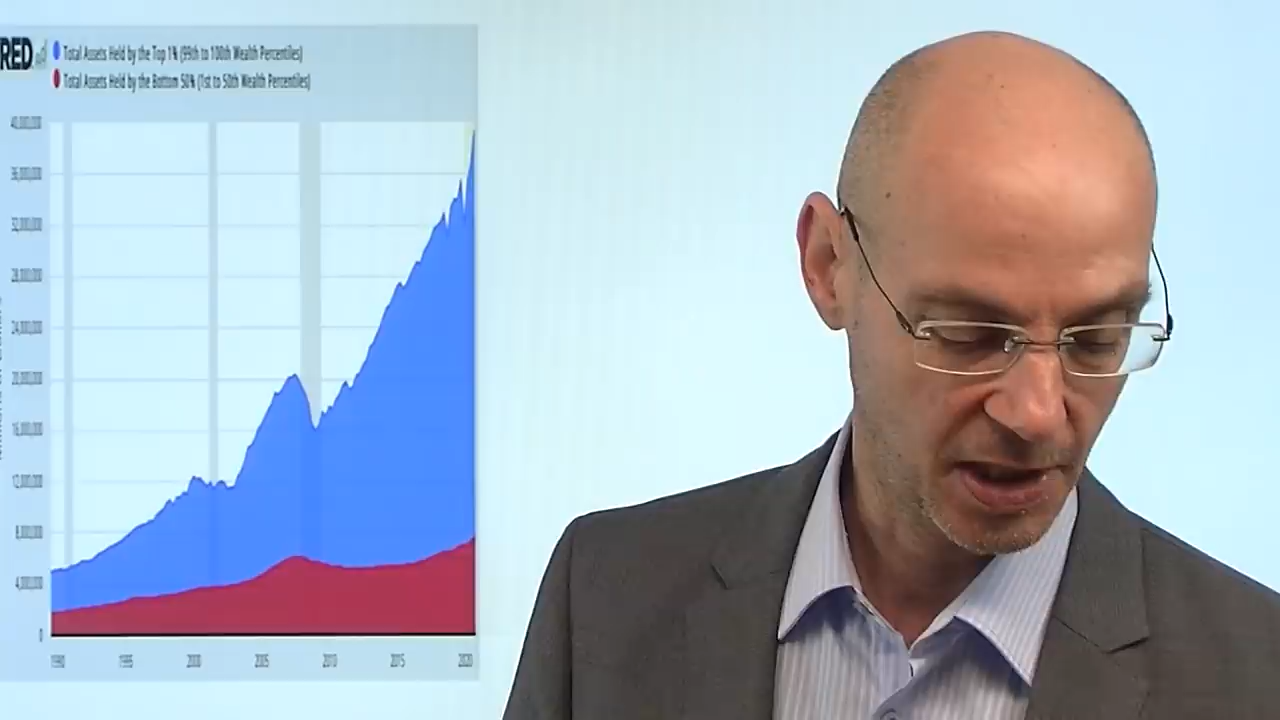 RED
Total Assets Held by the Top 1% (99th to 100th Wealth Percentiles)
Total Assets Held by the Bottom 50% (1st to 50th Wealth Percentiles)
40,000,000
36,000,000
32,000,000
28,000,000
24,000,000
20,000,000
16,000,000
12,000,000
8,000,000
4,000,000
0
1990 1995 2000 2005 2010 2015 2020